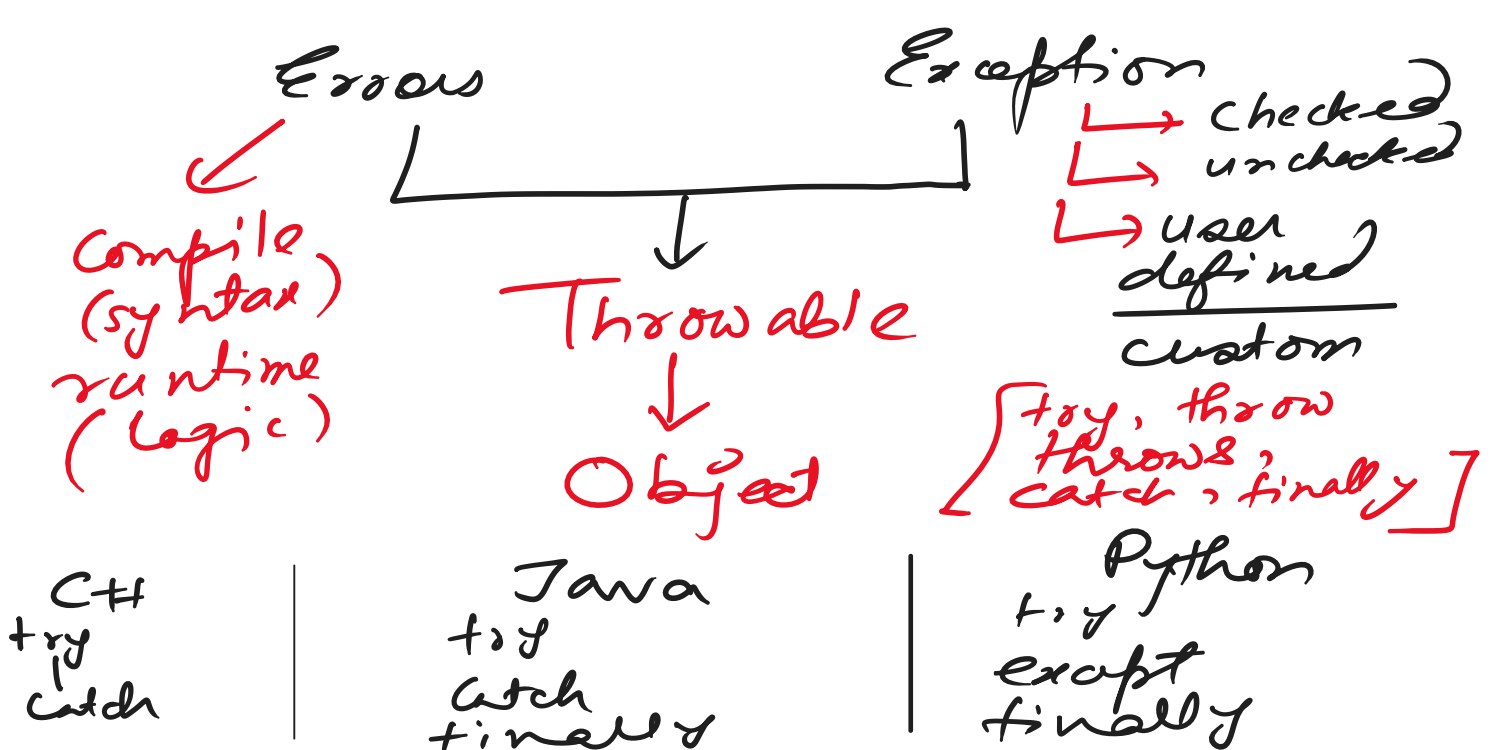 Errors
Exception
checked
unchecked
user
defined
custom
compile
(syntax)
runtime
(logic)
Throwable
Object
try, throw
throws,
catch, finally
C++
try
catch
Java
try
catch
finally
Python
try
except
finally